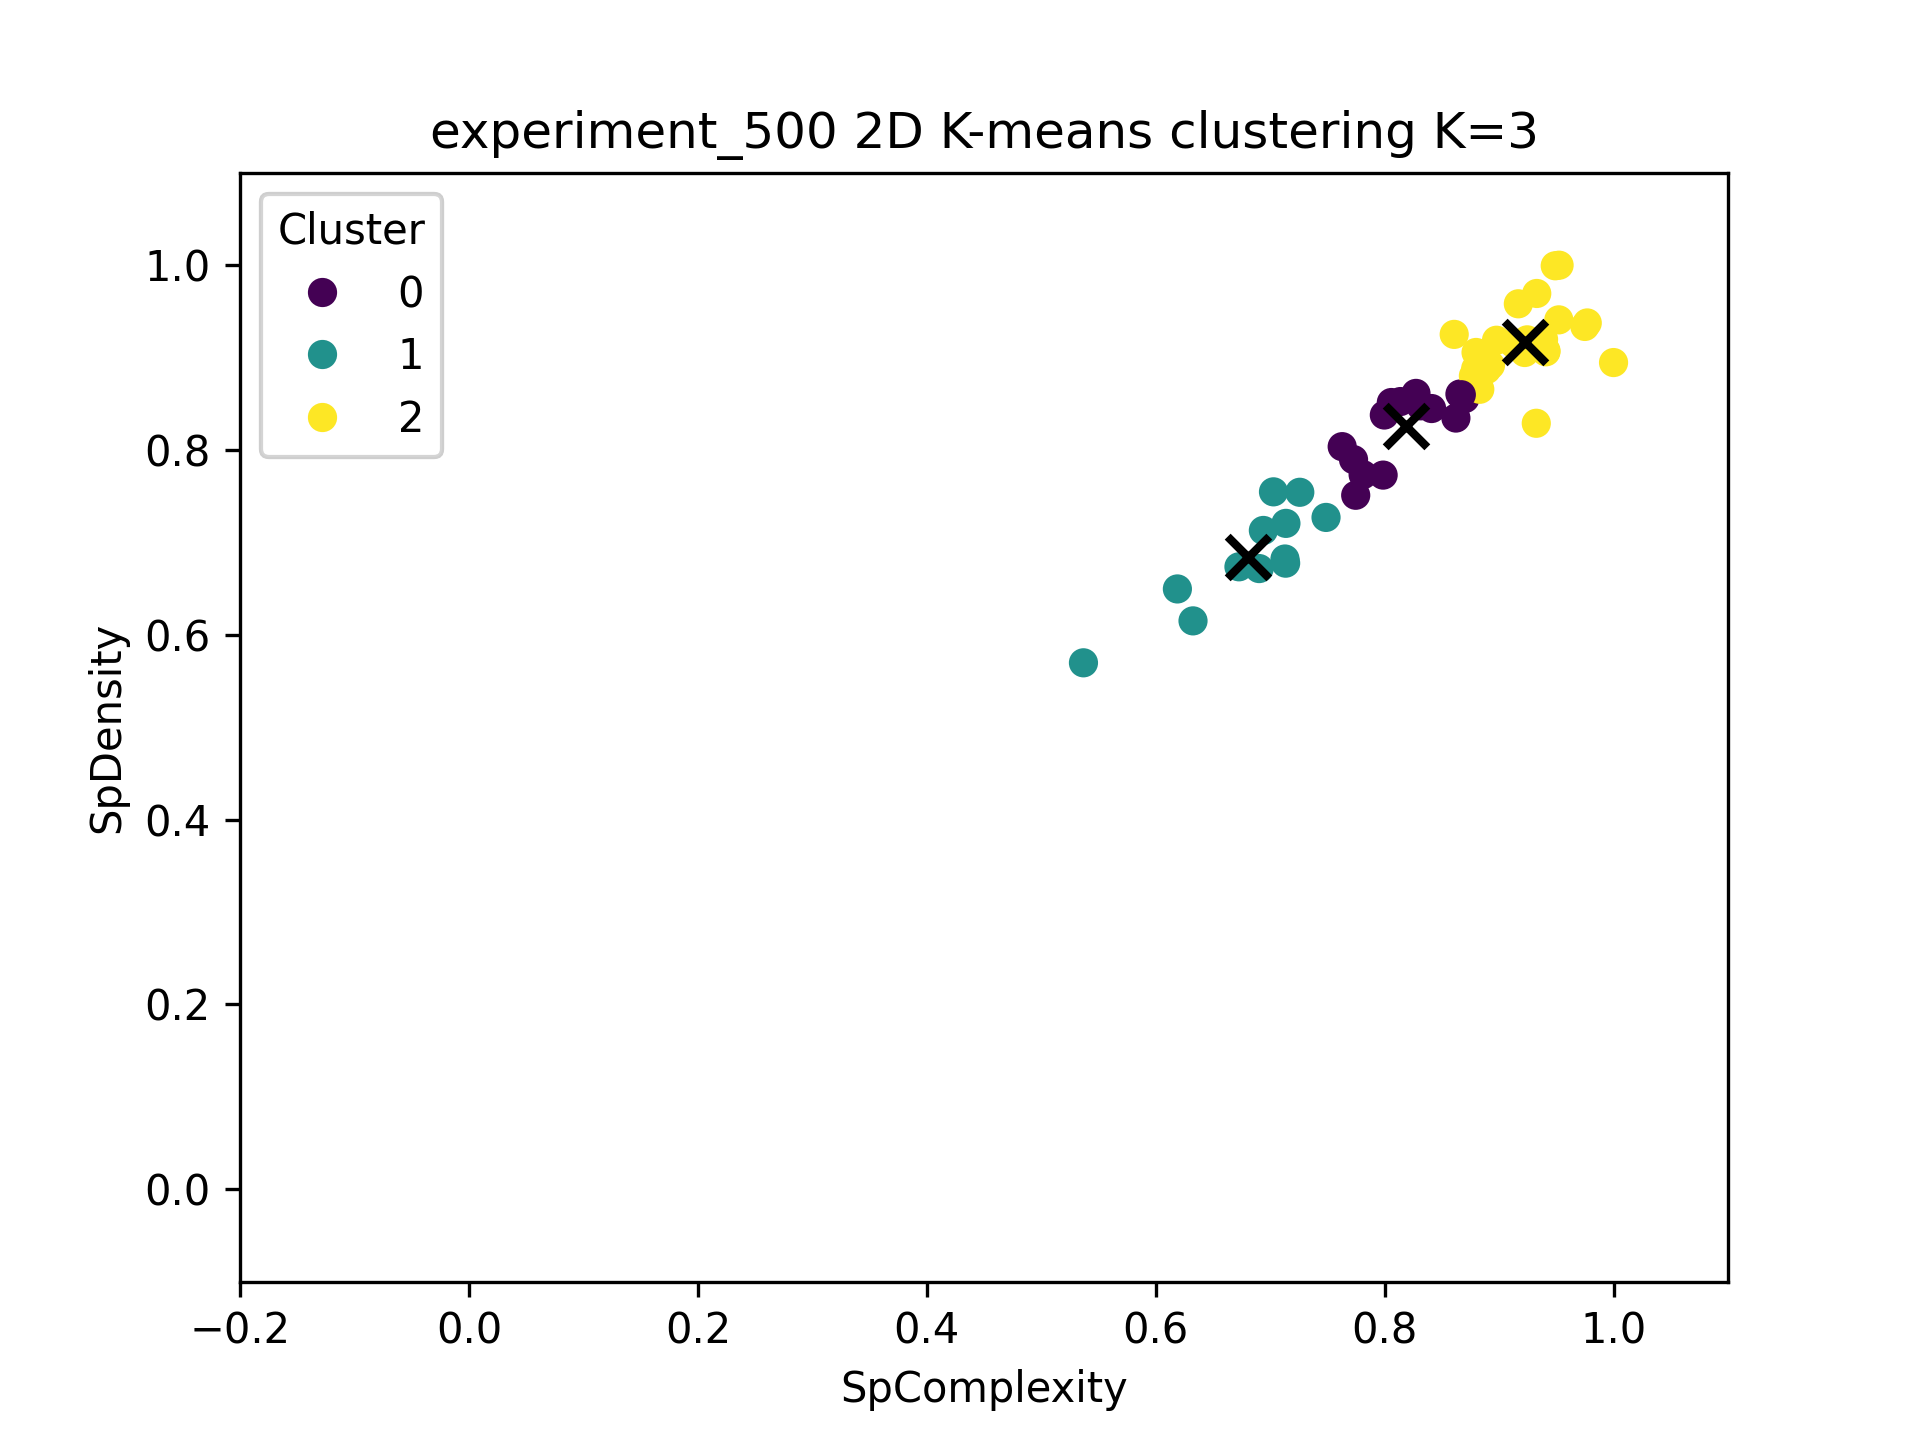 experiment_500 2D K-means clustering K=3
Cluster
0
1
2
1.0
0.8
0.6
0.4
0.2
0.0
SpDensity
−0.2 0.0 0.2 0.4 0.6 0.8 1.0
SpComplexity